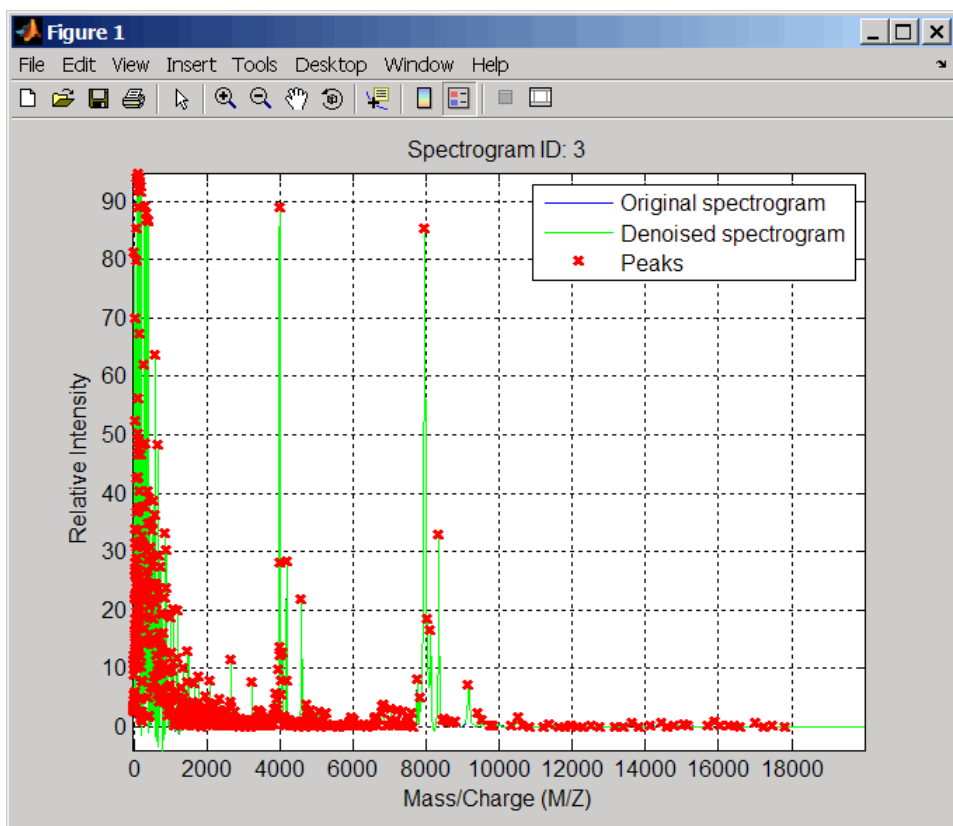 Figure 1
File Edit View Insert Tools Desktop Window Help
Spectrogram ID: 3
Original spectrogram
Denoised spectrogram
Peaks
90
80
70
60
50
40
30
20
10
0
Relative Intensity
0 2000 4000 6000 8000 10000 12000 14000 16000 18000
Mass/Charge (M/Z)